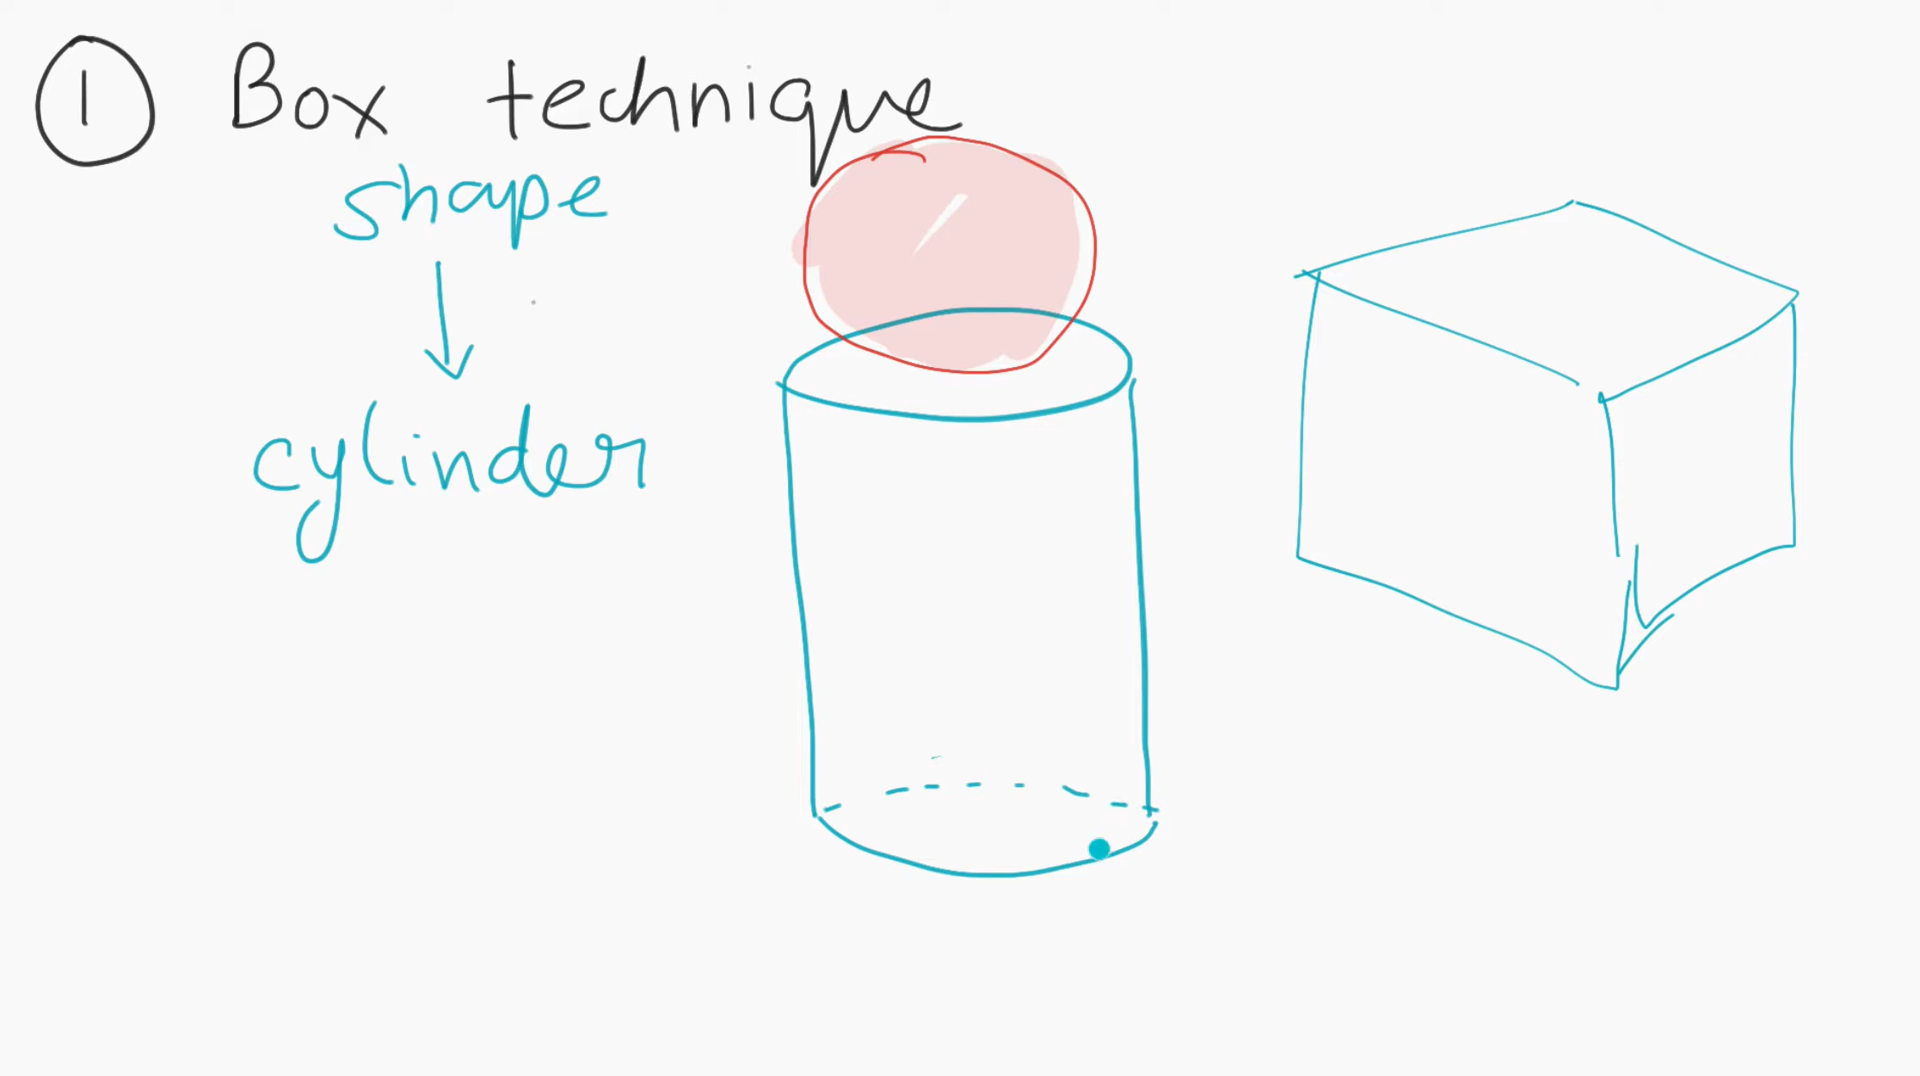 ① Box technique
shape
↓
cylinder